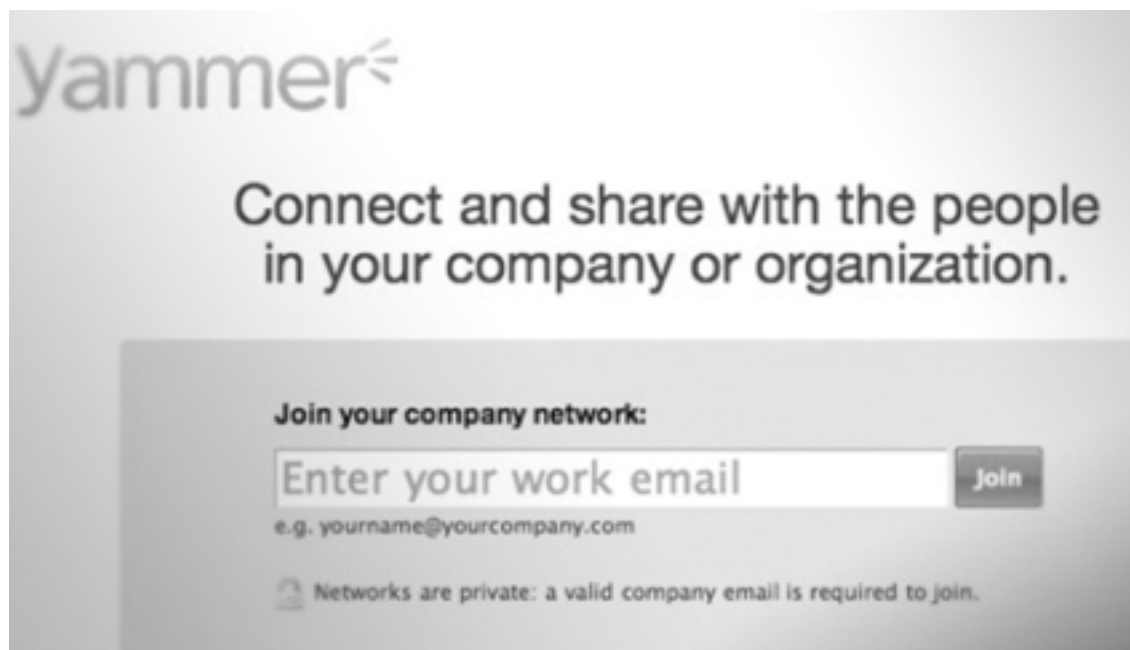 yammer
Connect and share with the people
in your company or organization.
Join your company network:
Enter your work email
Join
e.g. yourname@yourcompany.com
Networks are private: a valid company email is required to join.